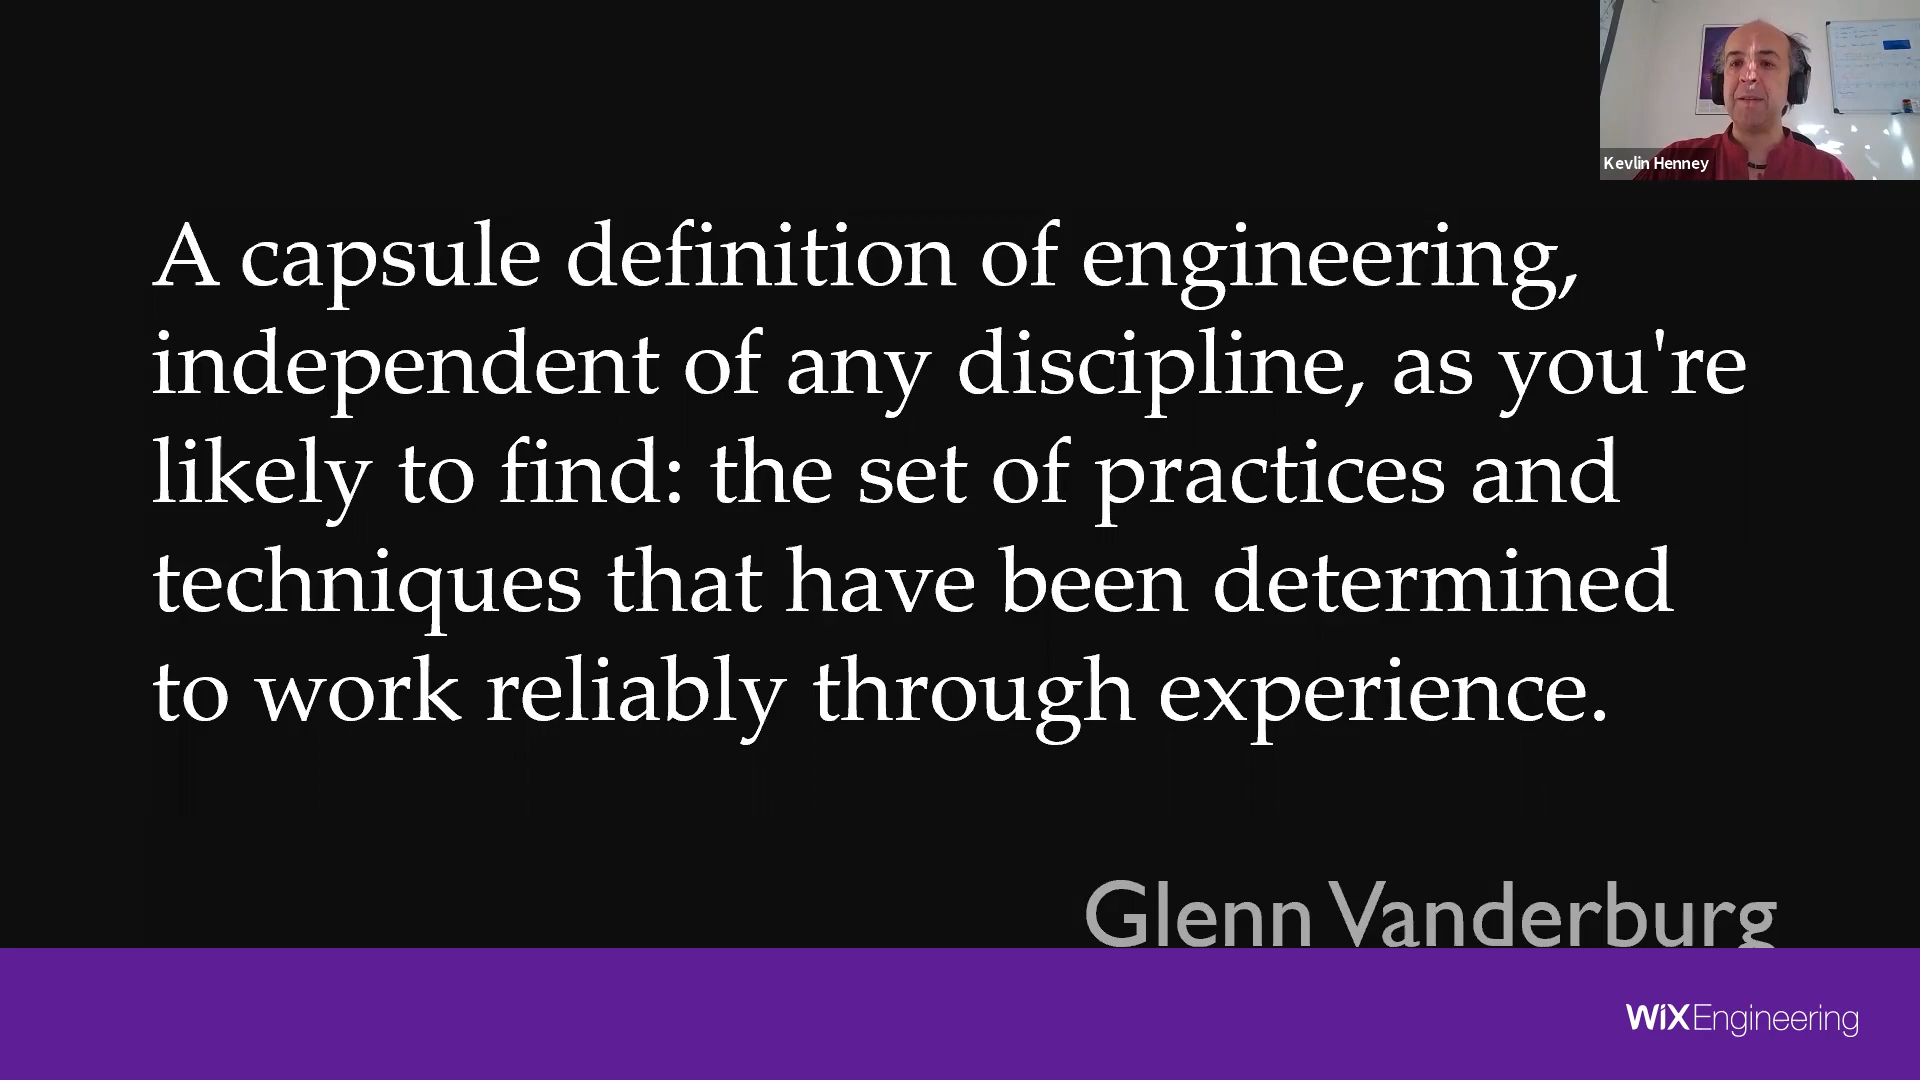 Kevlin Henney
A capsule definition of engineering,
independent of any discipline, as you're
likely to find: the set of practices and
techniques that have been determined
to work reliably through experience.
Glenn Vanderburg
WiXEngineering